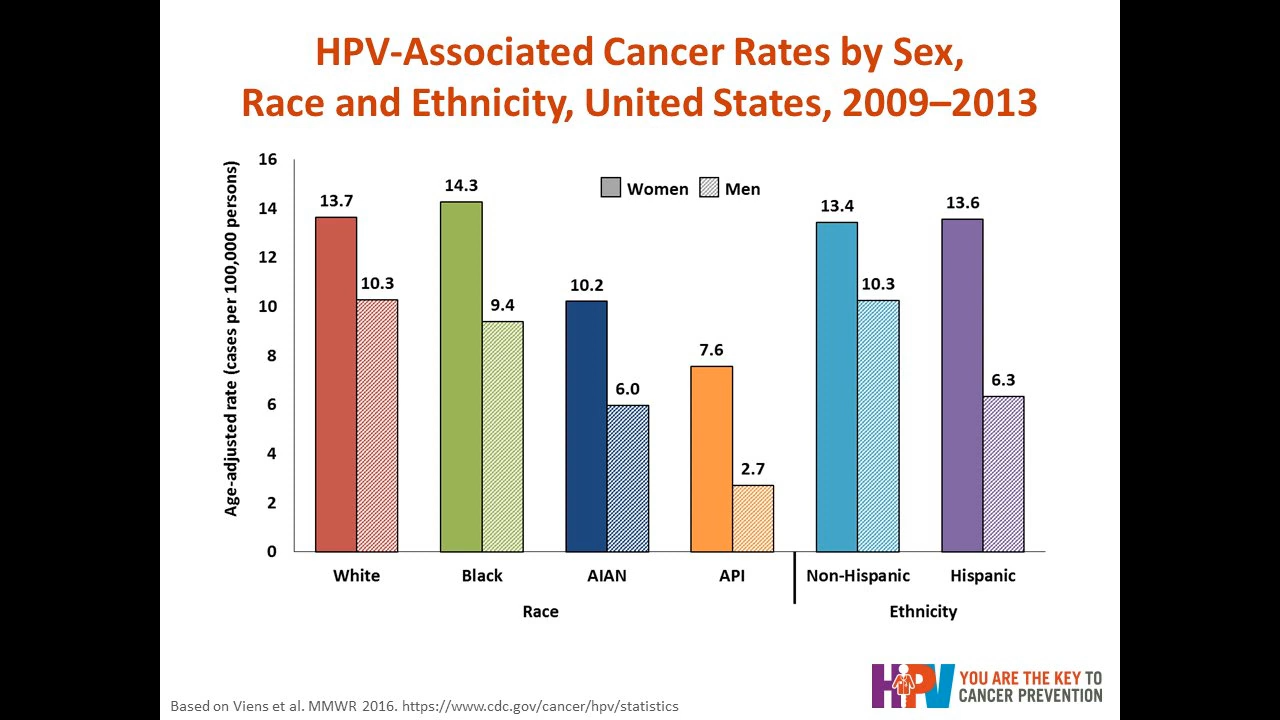 HPV-Associated Cancer Rates by Sex,
Race and Ethnicity, United States, 2009–2013
Age-adjusted rate (cases per 100,000 persons)
16
14
12
10
8
6
4
2
0
Women Men
13.7
10.3
14.3
9.4
10.2
6.0
7.6
2.7
13.4
10.3
13.6
6.3
White Black AIAN API Non-Hispanic Hispanic
Race Ethnicity
HPV YOU ARE THE KEY TO
CANCER PREVENTION
Based on Viens et al. MMWR 2016. https://www.cdc.gov/cancer/hpv/statistics